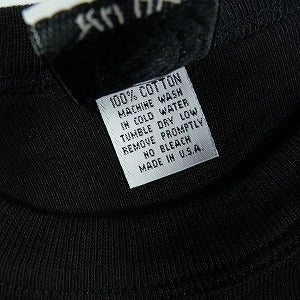 100% COTTON
MACHINE WASH
IN COLD WATER
TUMBLE DRY LOW
REMOVE PROMPTLY
NO BLEACH
MADE IN U.S.A.